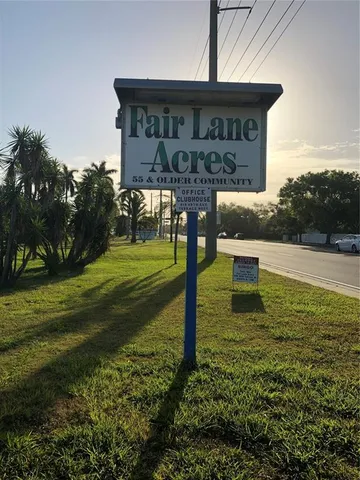 Fair Lane
Acres
55 & OLDER COMMUNITY
OFFICE
CLUBHOUSE